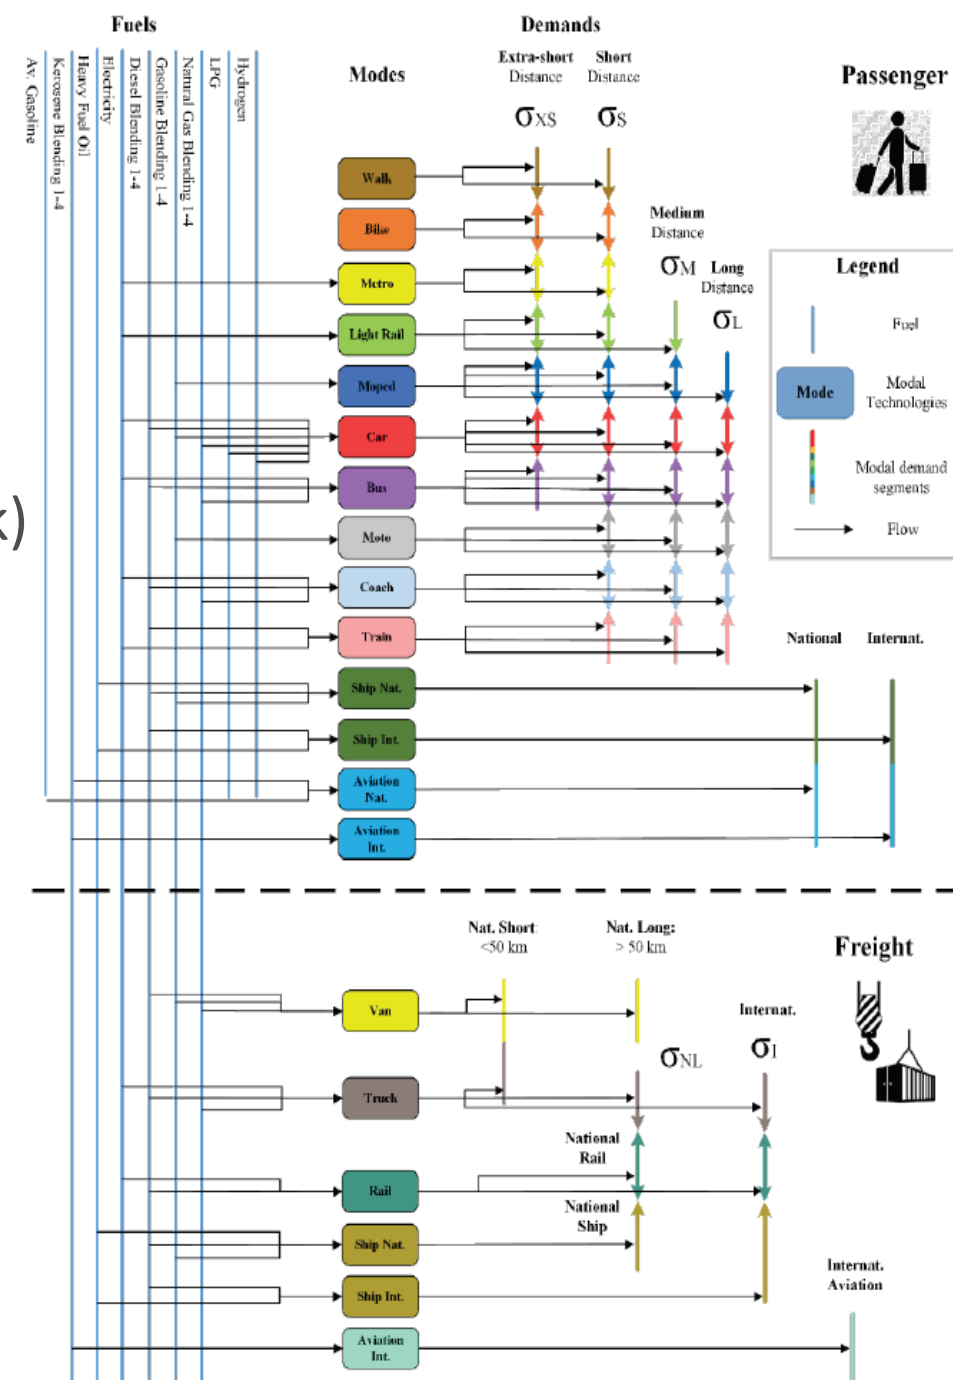 Fuels
Demands
Av. Gasoline
Kerosene Blending 1-4
Heavy Fuel Oil
Electricity
Diesel Blending 1-4
Gasoline Blending 1-4
Natural Gas Blending 1-4
LPG
Hydrogen
Modes
Extra-short
Distance
σXS
Short
Distance
σS
Passenger
Walk
Bike
Medium
Distance
σM
Long
Distance
σL
Legend
Fuel
Mode
Modal
Technologies
Modal demand
segments
Flow
Metro
Light Rail
Moped
Car
Bus
k)
Moto
Coach
Train
National
Internat.
Ship Nat.
Ship Int.
Aviation
Nat.
Aviation
Int.
Nat. Short:
<50 km
Nat. Long:
> 50 km
Freight
Van
Internat.
σNL
σI
Truck
National
Rail
Rail
National
Ship
Ship Nat.
Internat.
Aviation
Ship Int.
Aviation
Int.